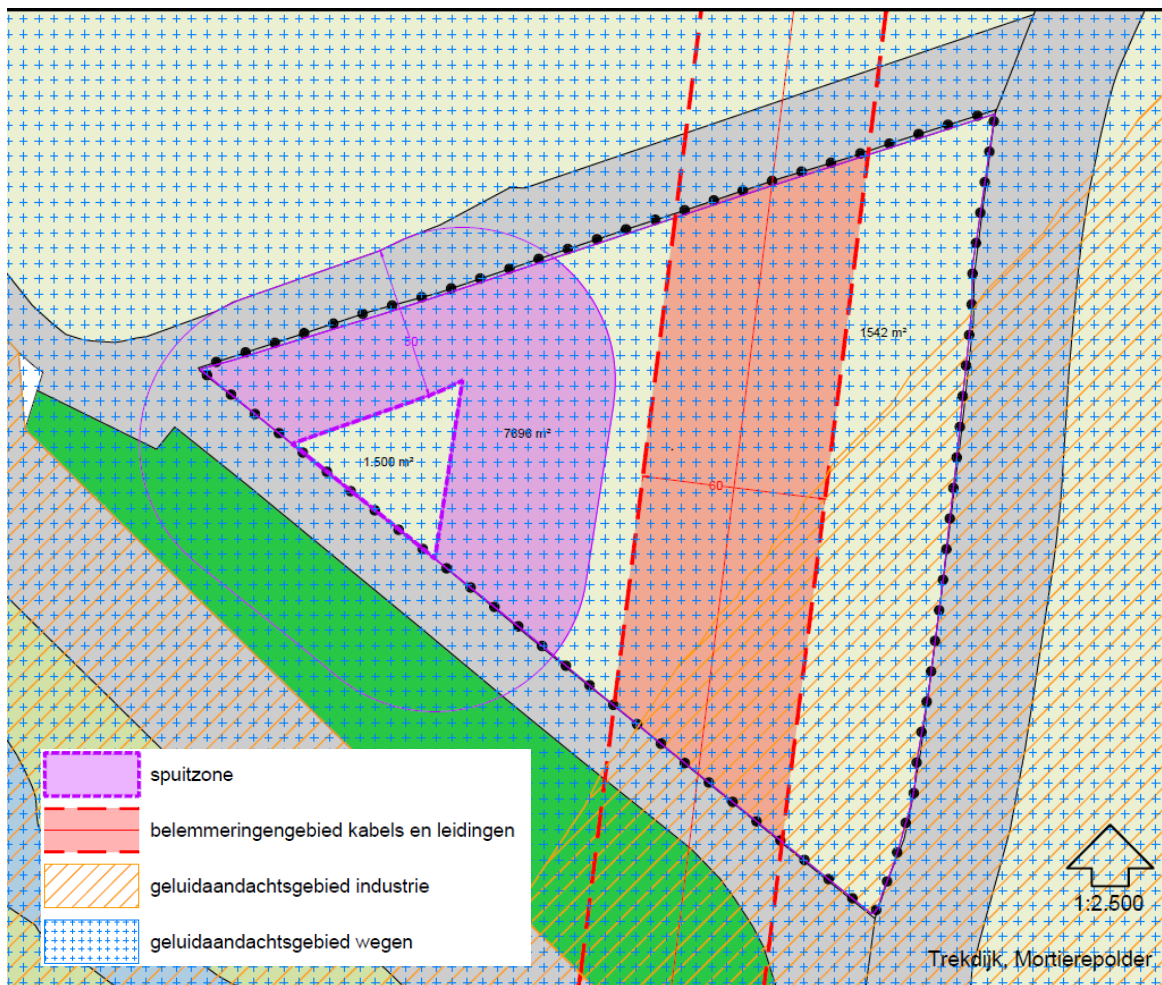 1542 m²
50
7696 m²
1.500 m²
60
spuitzone
belemmeringengebied kabels en leidingen
geluidaandachtsgebied industrie
geluidaandachtsgebied wegen
1:2.500
Trekdijk, Mortierepolder